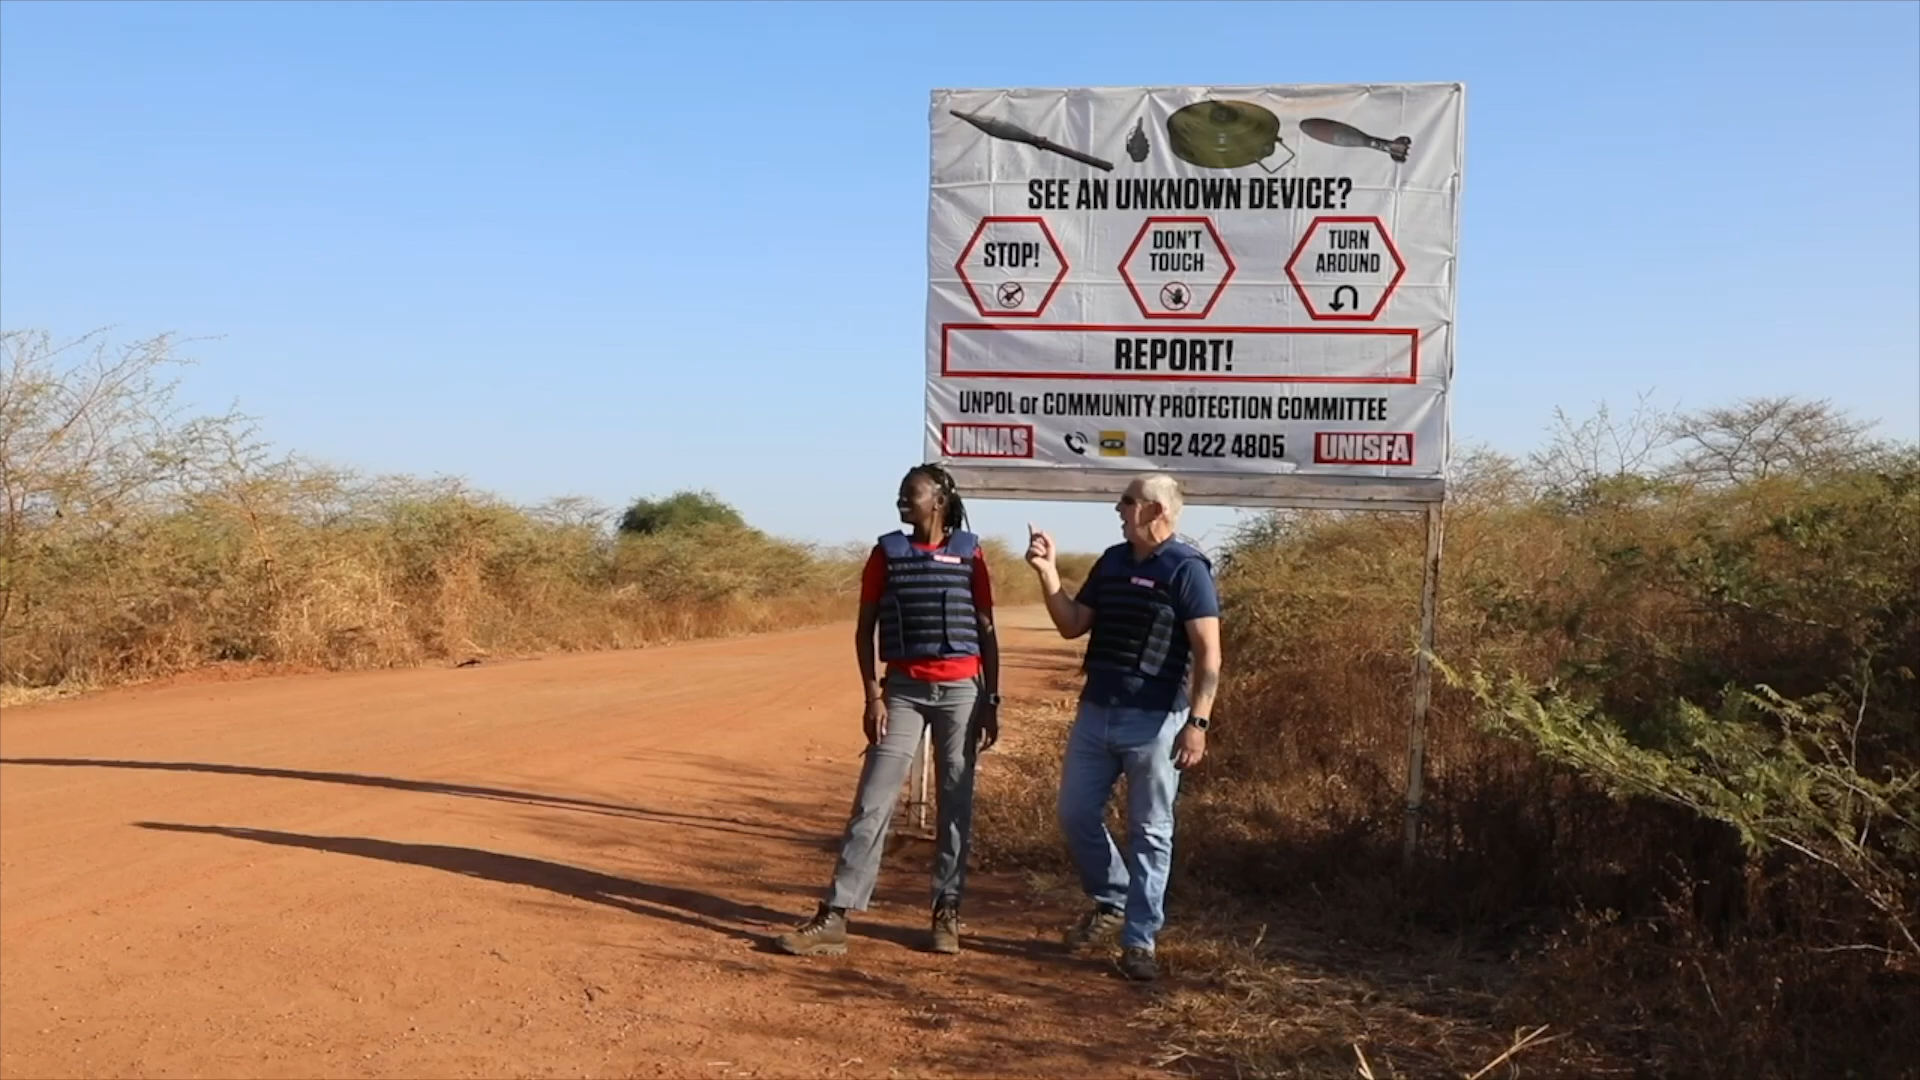 SEE AN UNKNOWN DEVICE?
STOP!
DON'T
TOUCH
TURN
AROUND
REPORT!
UNPOL or COMMUNITY PROTECTION COMMITTEE
UNMAS
092 422 4805
UNISFA